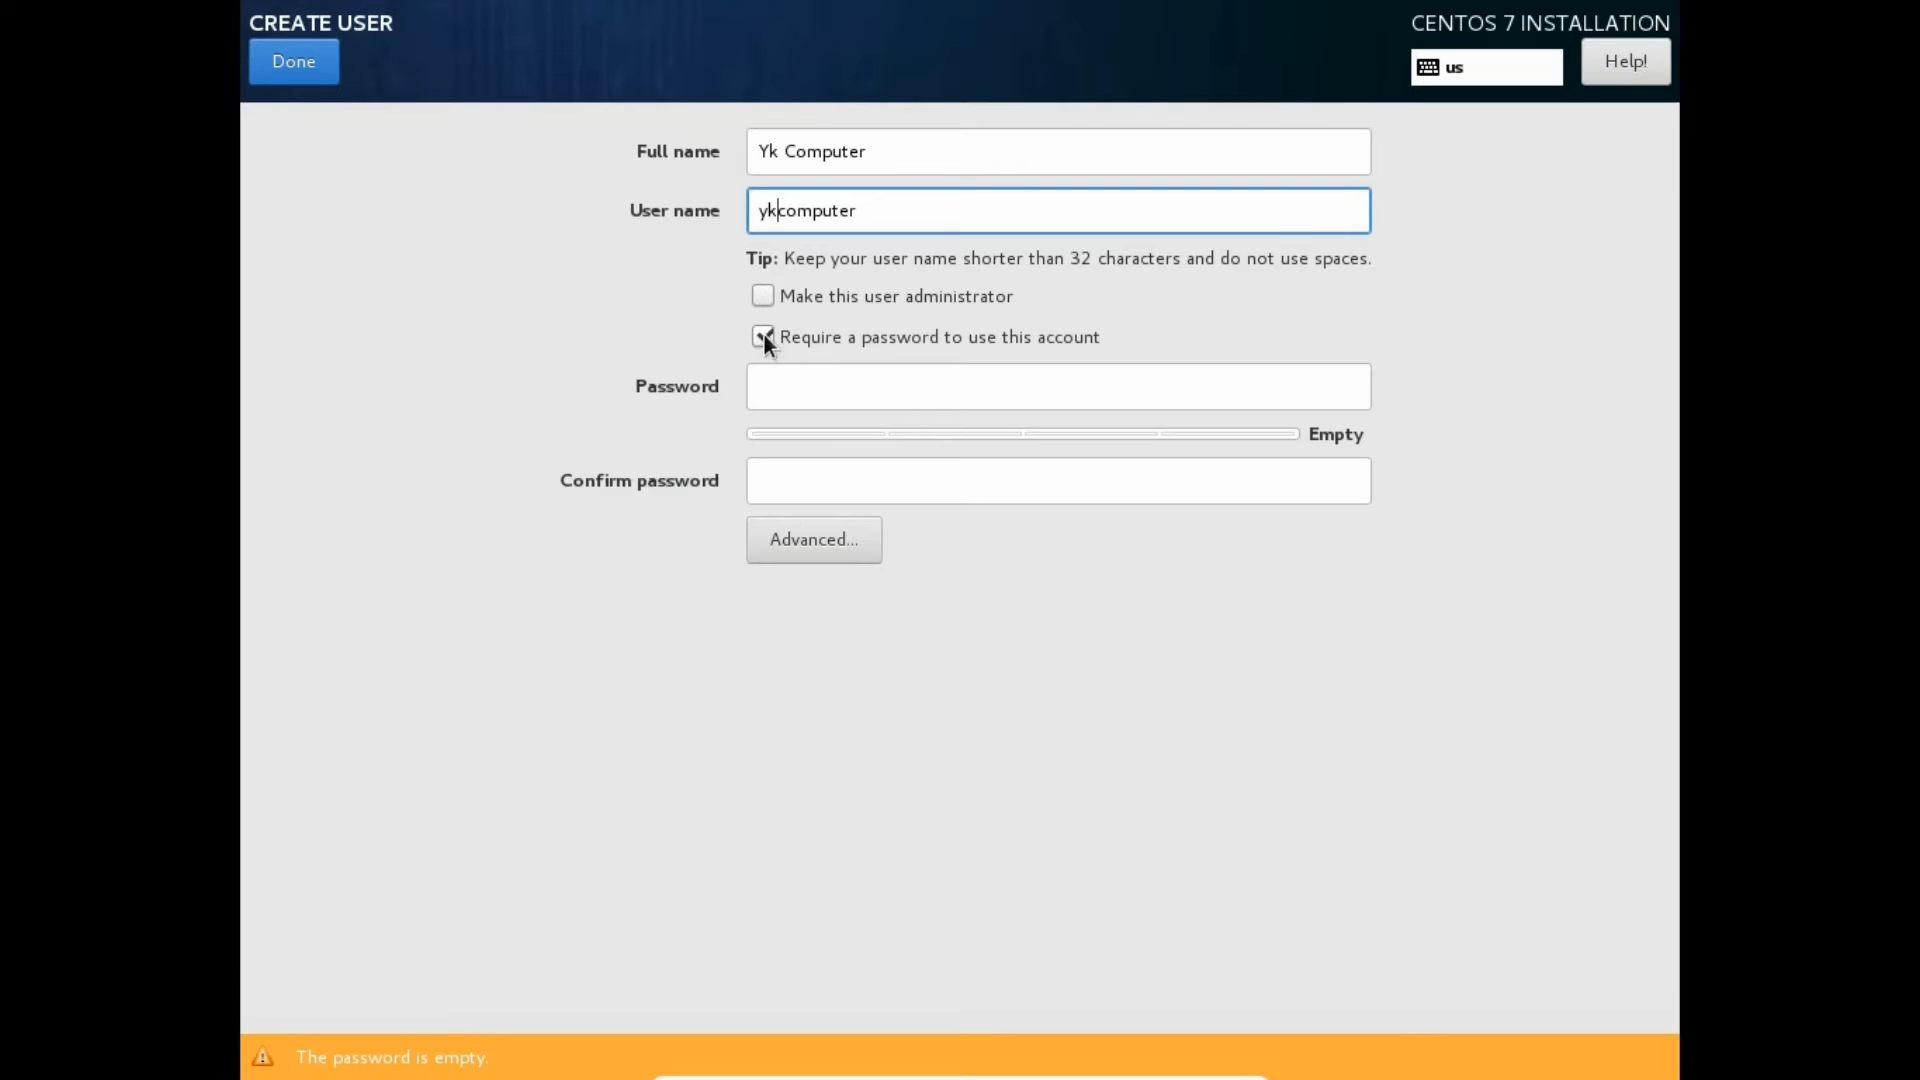 CREATE USER
CENTOS 7 INSTALLATION
Done
us
Help!
Full name
Yk Computer
User name
ykcomputer
Tip: Keep your user name shorter than 32 characters and do not use spaces.
Make this user administrator
Require a password to use this account
Password
Empty
Confirm password
Advanced...
The password is empty.